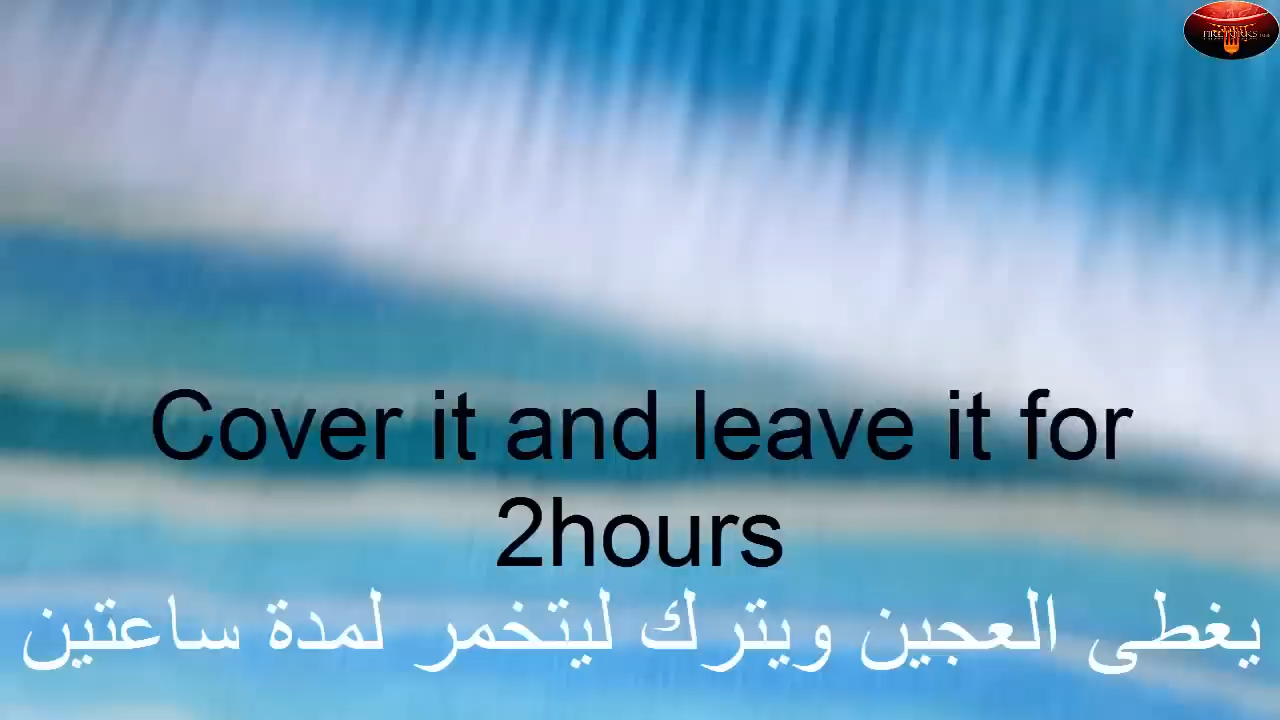 Cover it and leave it for
2hours
يغطى العجين ويترك ليتخمر لمدة ساعتين